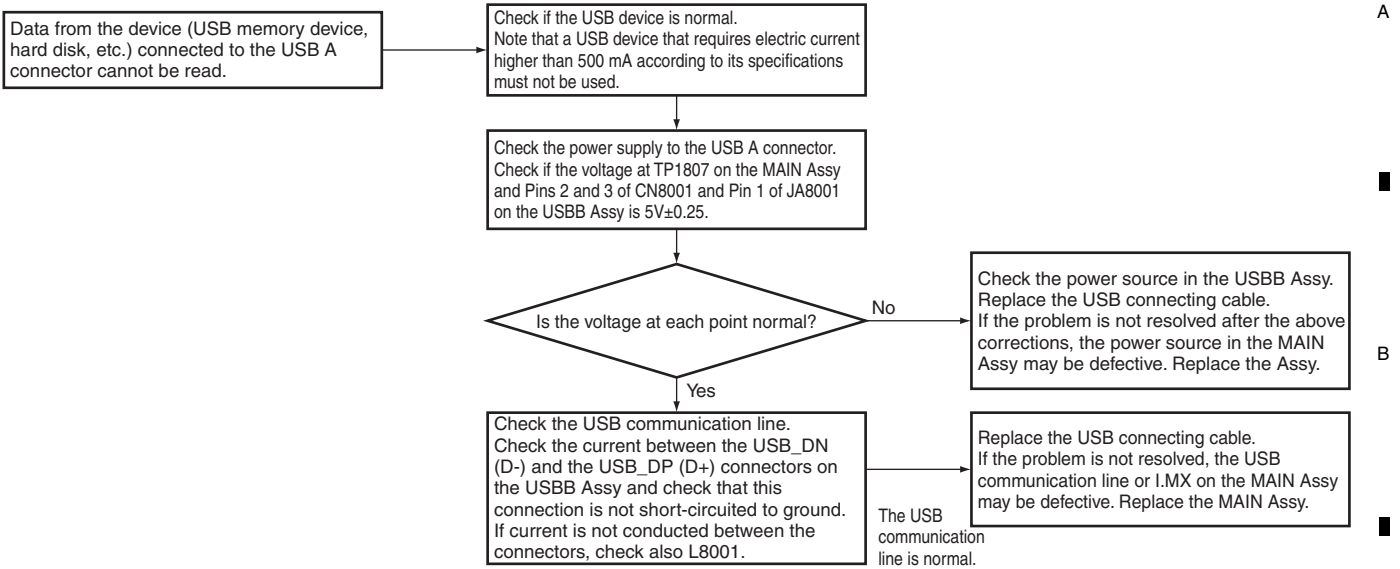 Data from the device (USB memory device,
hard disk, etc.) connected to the USB A
connector cannot be read.
Check if the USB device is normal.
Note that a USB device that requires electric current
higher than 500 mA according to its specifications
must not be used.
A
Check the power supply to the USB A connector.
Check if the voltage at TP1807 on the MAIN Assy
and Pins 2 and 3 of CN8001 and Pin 1 of JA8001
on the USBB Assy is 5V±0.25.
Is the voltage at each point normal?
No
Check the power source in the USBB Assy.
Replace the USB connecting cable.
If the problem is not resolved after the above
corrections, the power source in the MAIN
Assy may be defective. Replace the Assy.
B
Yes
Check the USB communication line.
Check the current between the USB_DN
(D-) and the USB_DP (D+) connectors on
the USBB Assy and check that this
connection is not short-circuited to ground.
If current is not conducted between the
connectors, check also L8001.
The USB
communication
line is normal.
Replace the USB connecting cable.
If the problem is not resolved, the USB
communication line or I.MX on the MAIN Assy
may be defective. Replace the MAIN Assy.